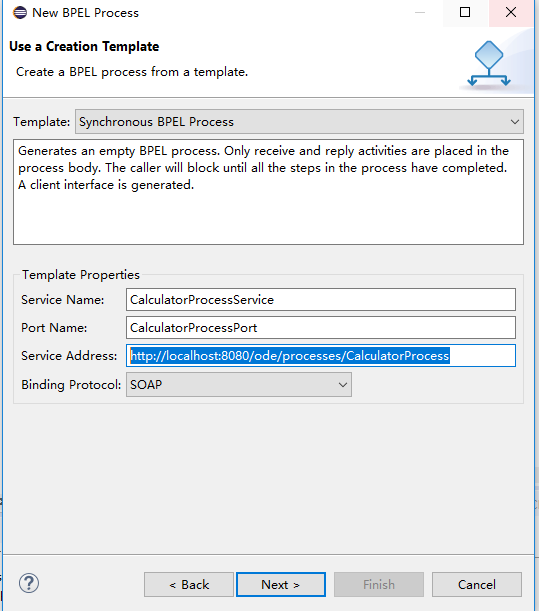 New BPEL Process
Use a Creation Template
Create a BPEL process from a template.
Template: Synchronous BPEL Process
Generates an empty BPEL process. Only receive and reply activities are placed in the
process body. The caller will block until all the steps in the process have completed.
A client interface is generated.
Template Properties
Service Name: CalculatorProcessService
Port Name: CalculatorProcessPort
Service Address: http://localhost:8080/ode/processes/CalculatorProcess
Binding Protocol: SOAP
? < Back Next > Finish Cancel